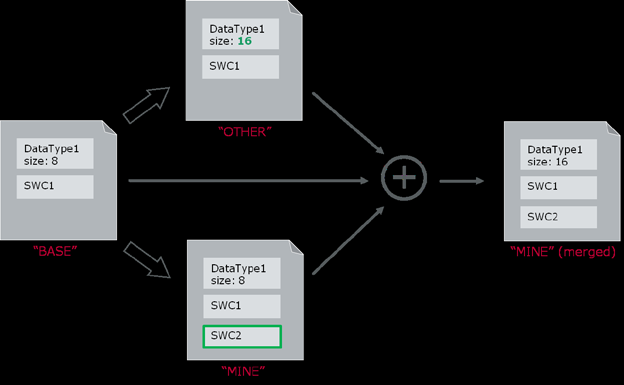 DataType1
size: 16
SWC1
"OTHER"
DataType1
size: 8
SWC1
"BASE"
DataType1
size: 16
SWC1
SWC2
"MINE" (merged)
DataType1
size: 8
SWC1
SWC2
"MINE"